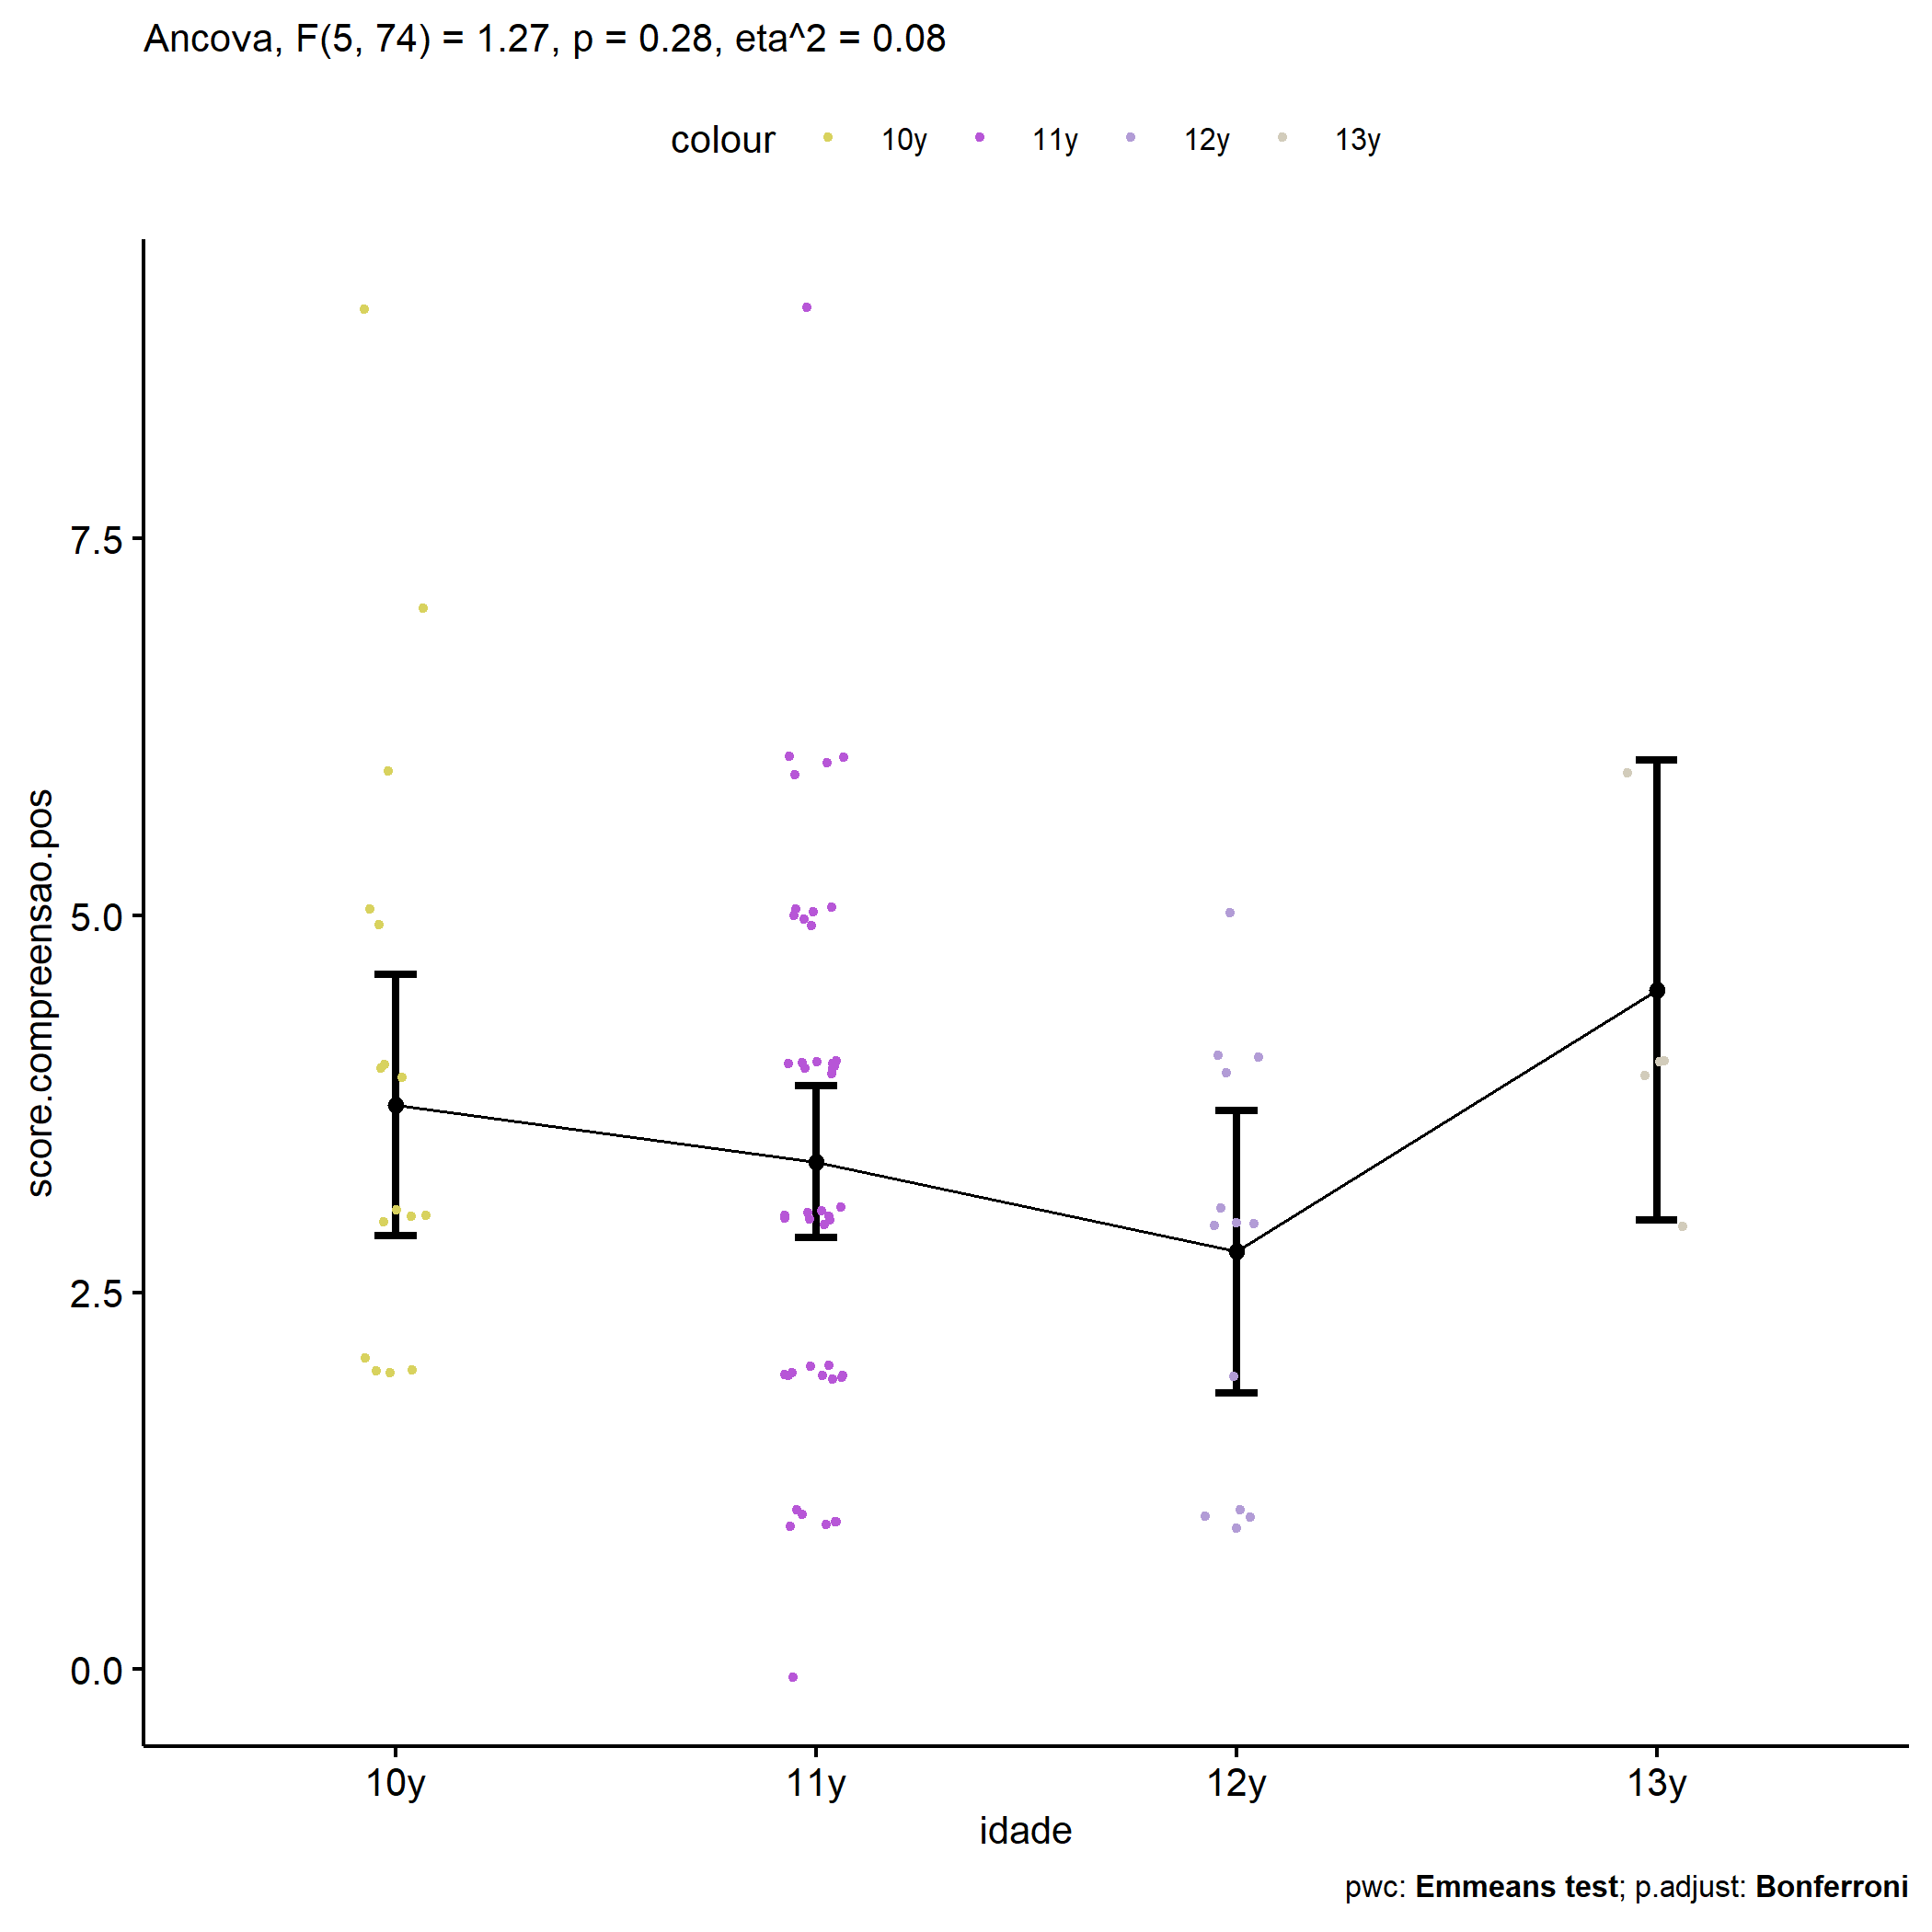 Ancova, F(5, 74) = 1.27, p = 0.28, eta^2 = 0.08
colour 10y 11y 12y 13y
score.compreensao.pos
7.5
5.0
2.5
0.0
10y 11y 12y 13y
idade
pwc: Emmeans test; p.adjust: Bonferroni